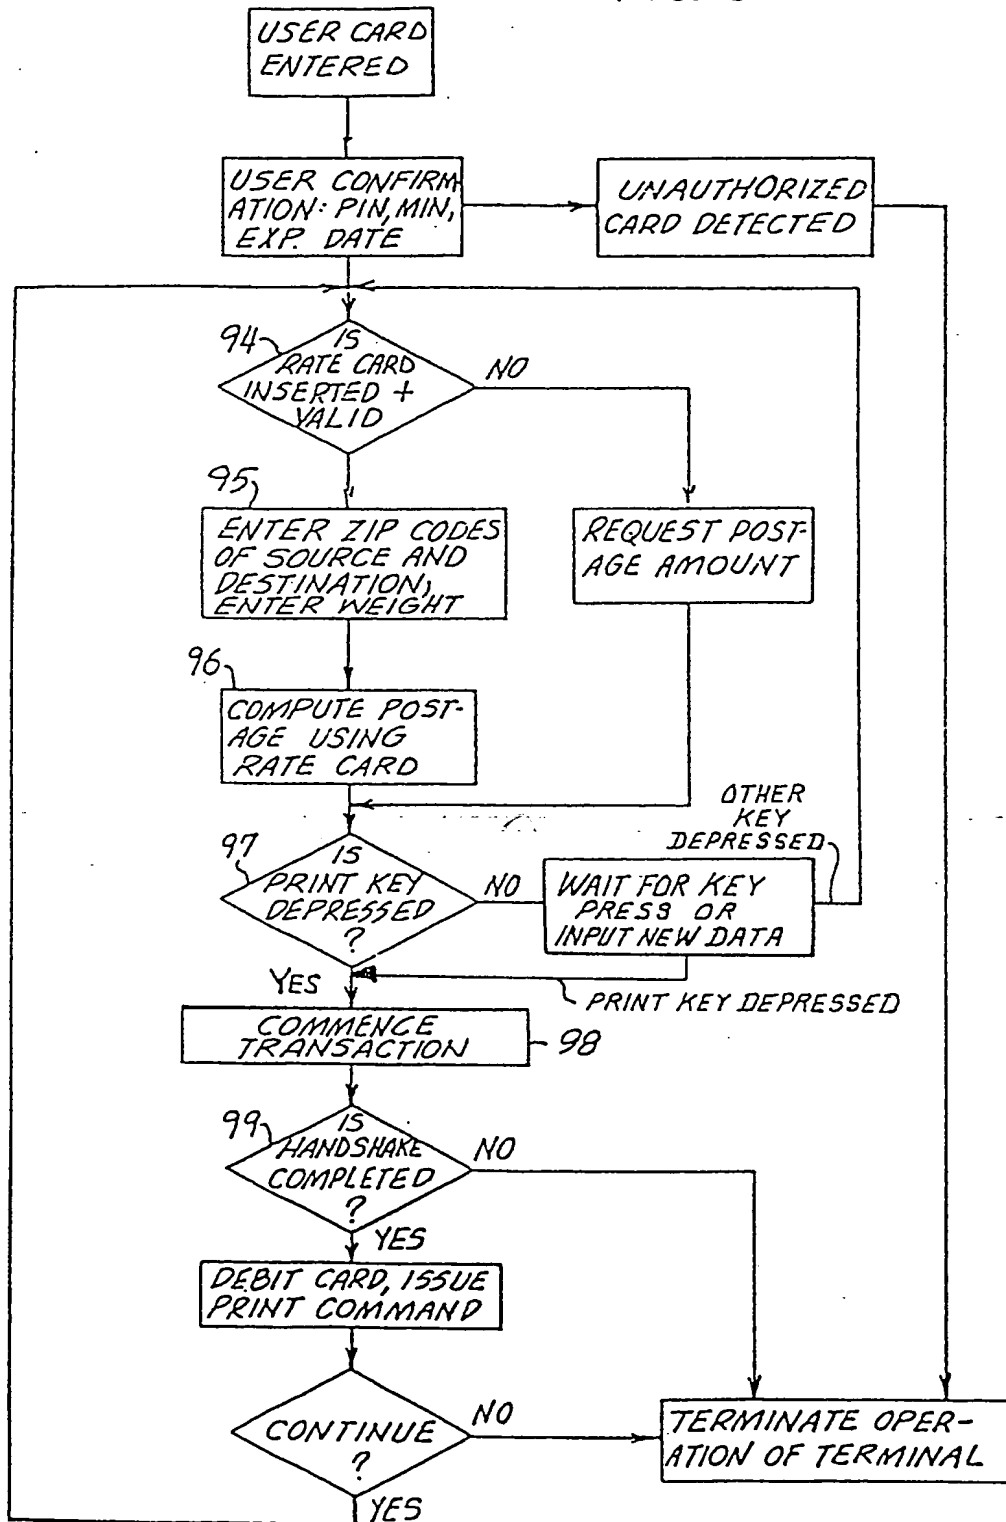 USER CARD
ENTERED
USER CONFIRM-
ATION: PIN, MIN,
EXP. DATE
UNAUTHORIZED
CARD DETECTED
94
IS
RATE CARD
INSERTED +
VALID
NO
95
ENTER ZIP CODES
OF SOURCE AND
DESTINATION,
ENTER WEIGHT
REQUEST POST-
AGE AMOUNT
96
COMPUTE POST-
AGE USING
RATE CARD
OTHER
KEY
DEPRESSED
97
IS
PRINT KEY
DEPRESSED
?
NO
WAIT FOR KEY
PRESS OR
INPUT NEW DATA
YES
PRINT KEY DEPRESSED
COMMENCE
TRANSACTION
98
99
IS
HANDSHAKE
COMPLETED
?
NO
YES
DEBIT CARD, ISSUE
PRINT COMMAND
CONTINUE
?
NO
TERMINATE OPER-
ATION OF TERMINAL
YES